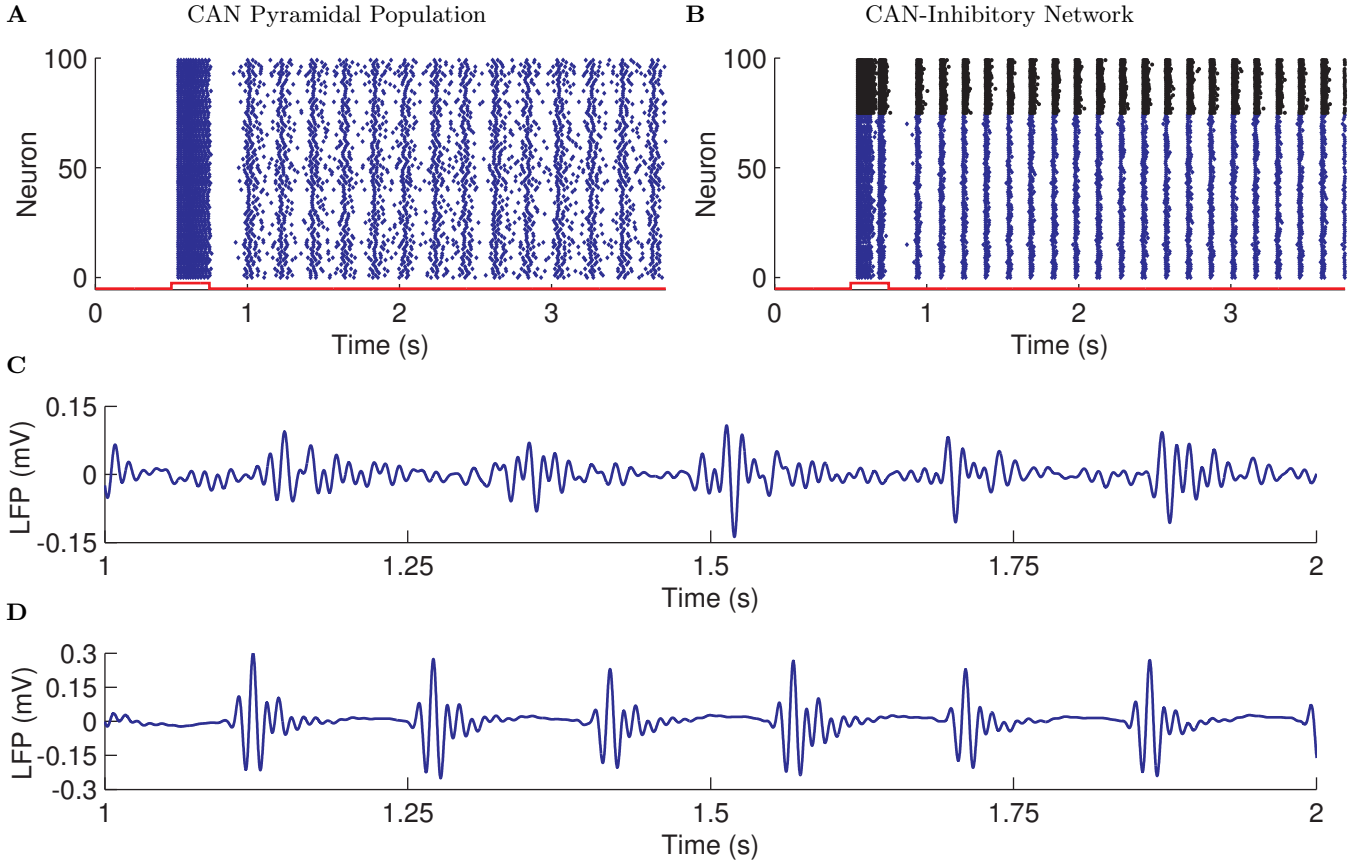 A CAN Pyramidal Population
B CAN-Inhibitory Network
100
50
0
Neuron
0 1 2 3
Time (s)
100
50
0
Neuron
0 1 2 3
Time (s)
C
0.15
0
-0.15
LFP (mV)
1 1.25 1.5 1.75 2
Time (s)
D
0.3
0.15
0
-0.15
-0.3
LFP (mV)
1 1.25 1.5 1.75 2
Time (s)